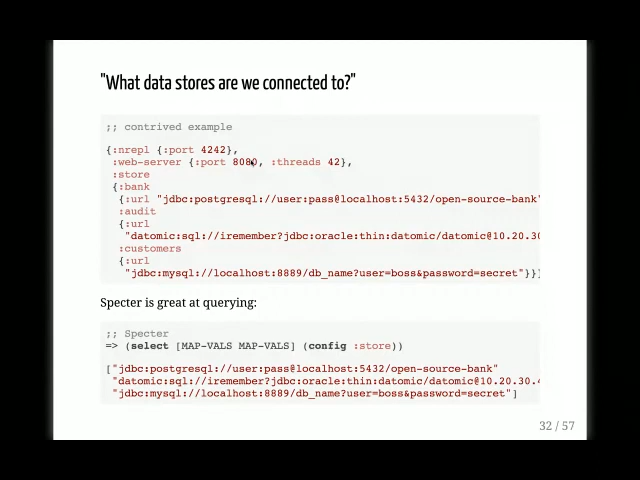 "What data stores are we connected to?"
;; contrived example
{:nrepl {:port 4242},
:web-server {:port 8080, :threads 42},
:store
{:bank
{:url "jdbc:postgresql://user:pass@localhost:5432/open-source-bank"
:audit
{:url
"datomic:sql://iremember?jdbc:oracle:thin:datomic/datomic@10.20.30
:customers
{:url
"jdbc:mysql://localhost:8889/db_name?user=boss&password=secret"}}}
Specter is great at querying:
;; Specter
=> (select [MAP-VALS MAP-VALS] (config :store))
["jdbc:postgresql://user:pass@localhost:5432/open-source-bank"
"datomic:sql://iremember?jdbc:oracle:thin:datomic/datomic@10.20.30.4
"jdbc:mysql://localhost:8889/db_name?user=boss&password=secret"]
32 / 57